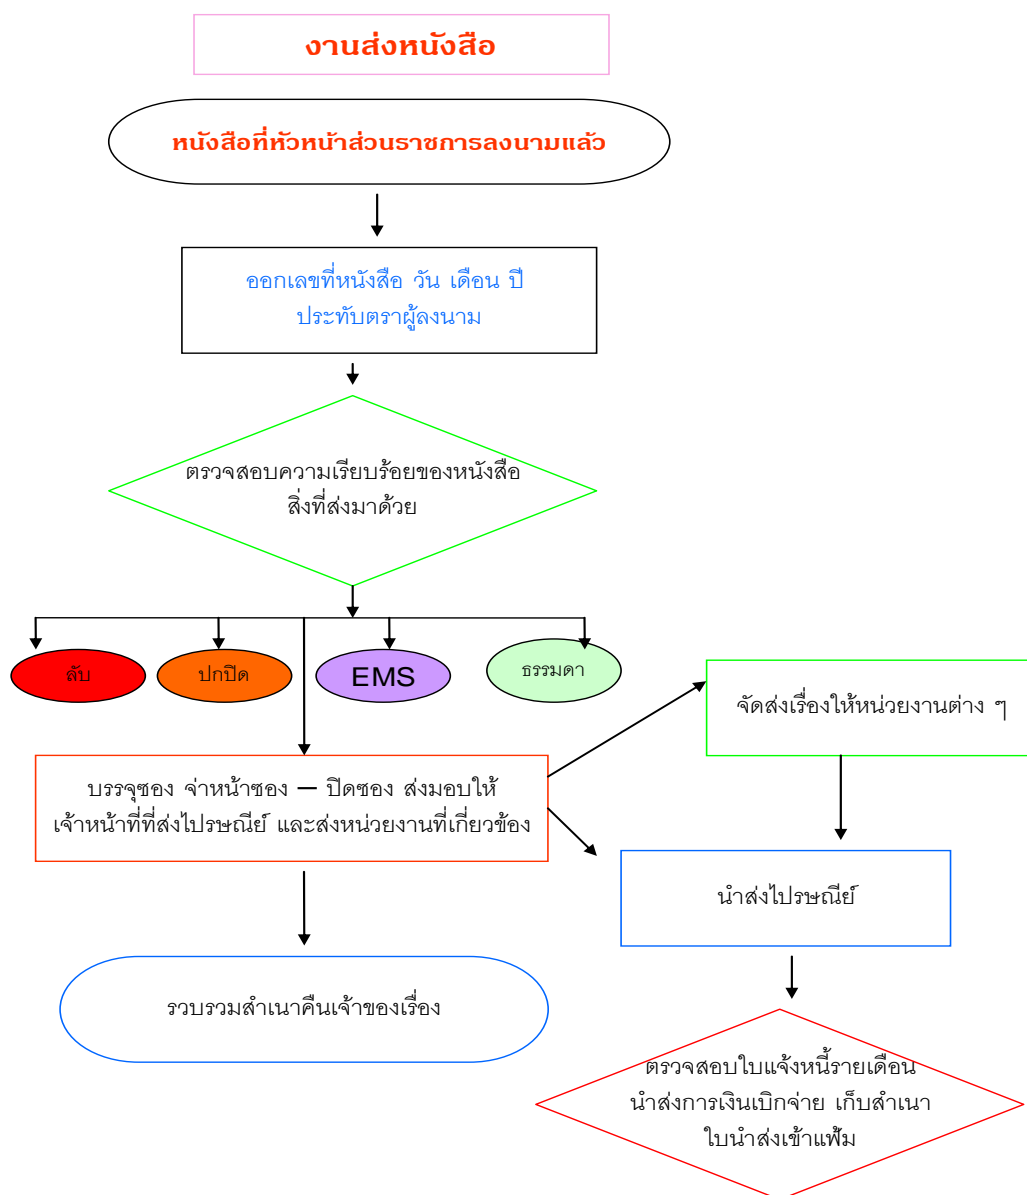 งานส่งหนังสือ
หนังสือที่หัวหน้าส่วนราชการลงนามแล้ว
ออกเลขที่หนังสือ วัน เดือน ปี
ประทับตราผู้ลงนาม
ตรวจสอบความเรียบร้อยของหนังสือ
สิ่งที่ส่งมาด้วย
ลับ
ปกปิด
EMS
ธรรมดา
จัดส่งเรื่องให้หน่วยงานต่าง ๆ
บรรจุซอง จ่าหน้าซอง – ปิดซอง ส่งมอบให้
เจ้าหน้าที่ที่ส่งไปรษณีย์ และส่งหน่วยงานที่เกี่ยวข้อง
นำส่งไปรษณีย์
รวบรวมสำเนาคืนเจ้าของเรื่อง
ตรวจสอบใบแจ้งหนี้รายเดือน
นำส่งการเงินเบิกจ่าย เก็บสำเนา
ใบนำส่งเข้าแฟ้ม